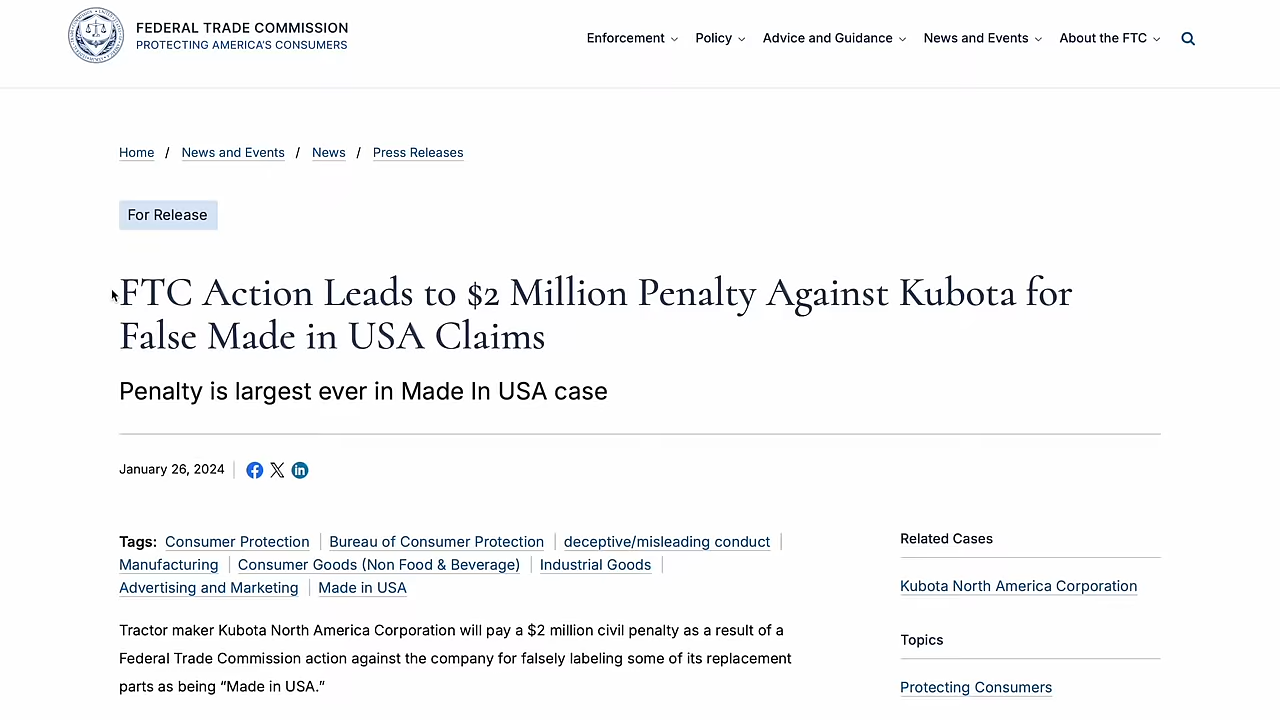 FEDERAL TRADE COMMISSION
PROTECTING AMERICA'S CONSUMERS
Enforcement Policy Advice and Guidance News and Events About the FTC
Home / News and Events / News / Press Releases
For Release
FTC Action Leads to $2 Million Penalty Against Kubota for
False Made in USA Claims
Penalty is largest ever in Made In USA case
January 26, 2024
Tags: Consumer Protection | Bureau of Consumer Protection | deceptive/misleading conduct |
Manufacturing | Consumer Goods (Non Food & Beverage) | Industrial Goods |
Advertising and Marketing | Made in USA
Tractor maker Kubota North America Corporation will pay a $2 million civil penalty as a result of a
Federal Trade Commission action against the company for falsely labeling some of its replacement
parts as being “Made in USA.”
Related Cases
Kubota North America Corporation
Topics
Protecting Consumers